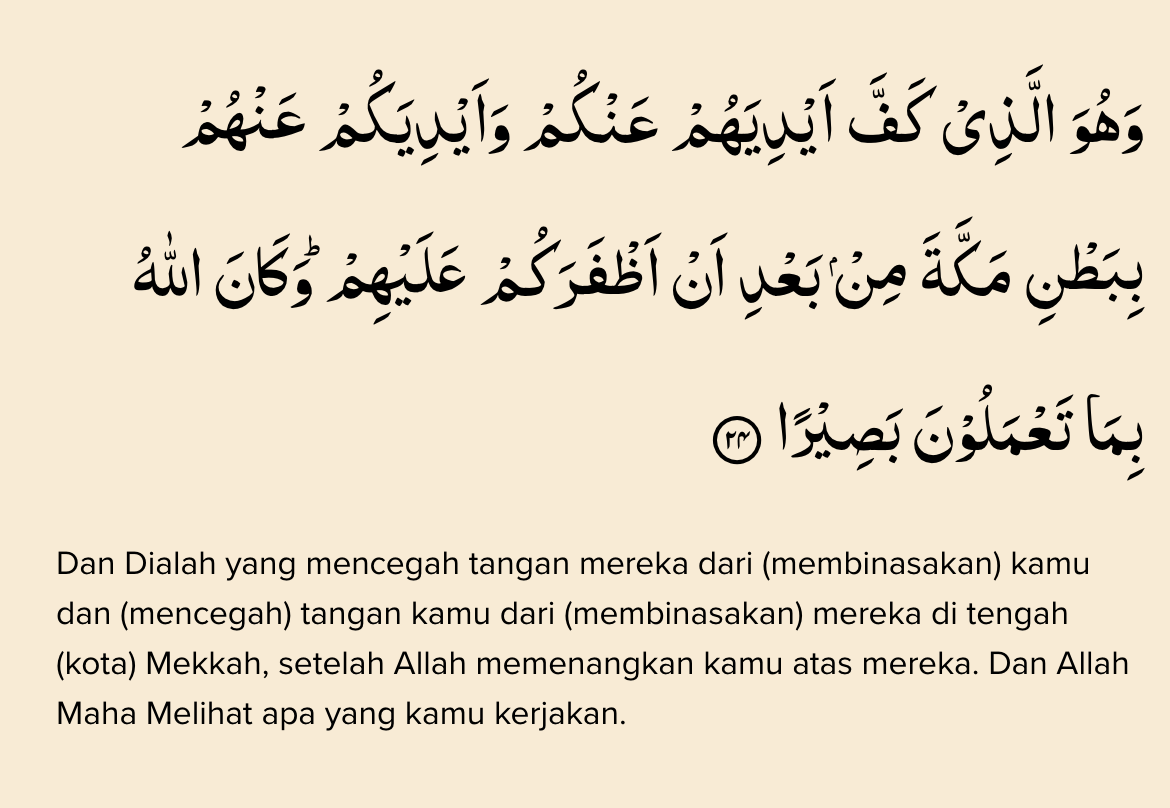 وَهُوَ الَّذِيْ كَفَّ اَيْدِيَهُمْ عَنْكُمْ وَاَيْدِيَكُمْ عَنْهُمْ
بِبَطْنِ مَكَّةَ مِنْۢ بَعْدِ اَنْ اَظْفَرَكُمْ عَلَيْهِمْ ۗوَكَانَ اللّٰهُ
بِمَا تَعْمَلُوْنَ بَصِيْرًا ۲۴
Dan Dialah yang mencegah tangan mereka dari (membinasakan) kamu
dan (mencegah) tangan kamu dari (membinasakan) mereka di tengah
(kota) Mekkah, setelah Allah memenangkan kamu atas mereka. Dan Allah
Maha Melihat apa yang kamu kerjakan.